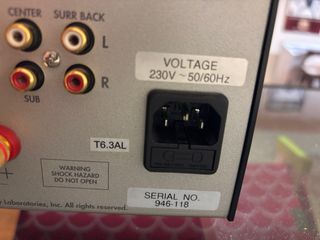 CENTER SURR BACK
L
VOLTAGE
230V ~ 50/60Hz
R
SUB
T6.3AL
WARNING
SHOCK HAZARD
DO NOT OPEN
SERIAL NO.
946-118
Laboratories, Inc. All rights reserved.